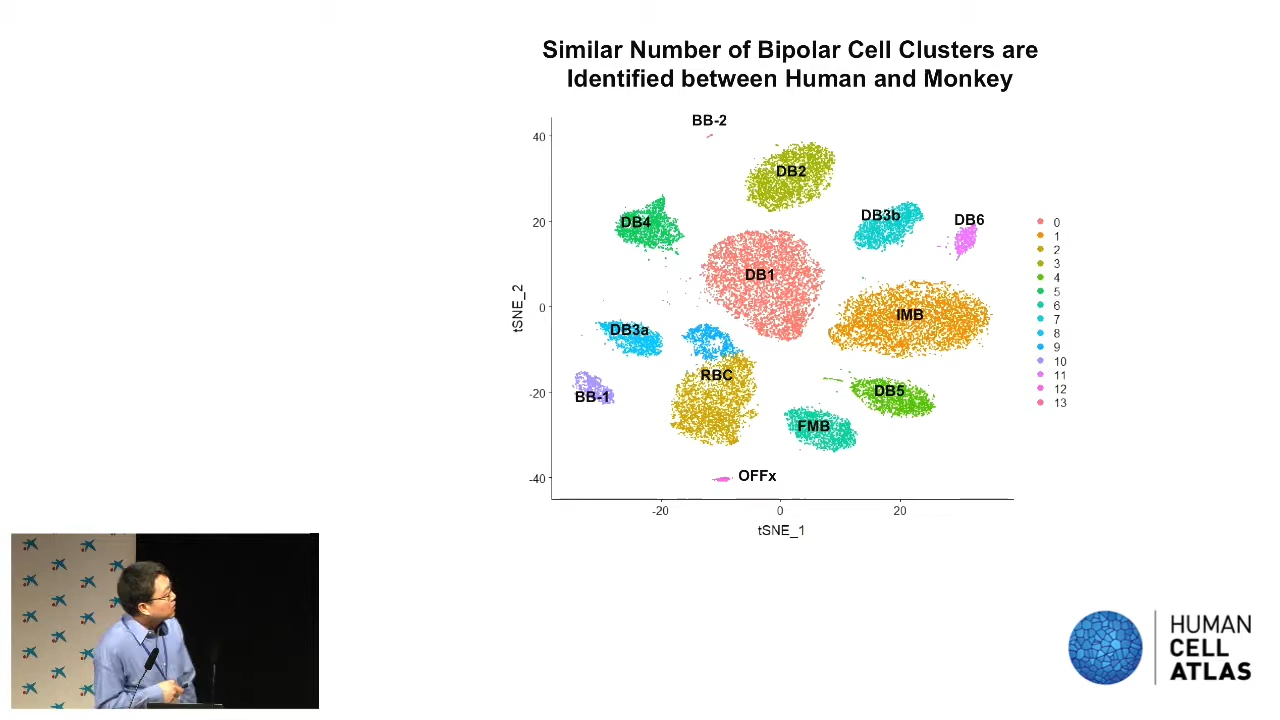 Similar Number of Bipolar Cell Clusters are
Identified between Human and Monkey
BB-2
40
DB2
DB4
20
DB3b
DB6
DB1
tSNE_2
0
IMB
DB3a
RBC
-20
BB-1
DB5
FMB
-40
OFFx
-20
0
20
tSNE_1
0
1
2
3
4
5
6
7
8
9
10
11
12
13
HUMAN
CELL
ATLAS